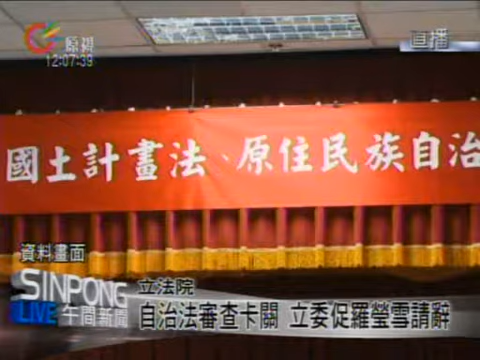 原視
直播
12:07:39
國土計畫法、原住民族自治
資料畫面
SINPONG
立法院
LIVE 午間新聞
自治法審查卡關 立委促羅瑩雪請辭